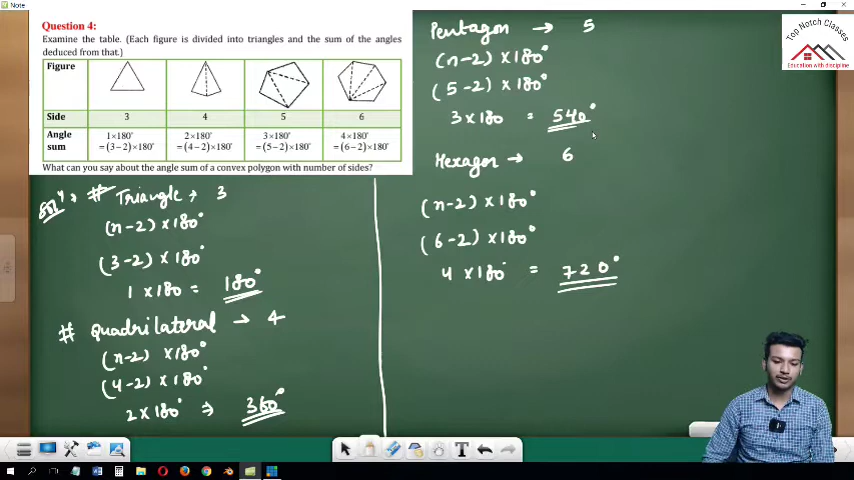 Note
Question 4:
Examine the table. (Each figure is divided into triangles and the sum of the angles
deduced from that.)
Figure
Side 3 4 5 6
Angle sum 1×180° = (3−2)×180° 2×180° = (4−2)×180° 3×180° = (5−2)×180° 4×180° = (6−2)×180°
What can you say about the angle sum of a convex polygon with number of sides?
Solⁿ: # Triangle → 3
(n-2) × 180°
(3-2) × 180°
1 × 180 = 180°
# Quadrilateral → 4
(n-2) × 180°
(4-2) × 180°
2 × 180° ⇒ 360°
Pentagon → 5
(n-2) × 180°
(5-2) × 180°
3 × 180 = 540°
Hexagon → 6
(n-2) × 180°
(6-2) × 180°
4 × 180° = 720°
Top Notch Classes
Education with discipline